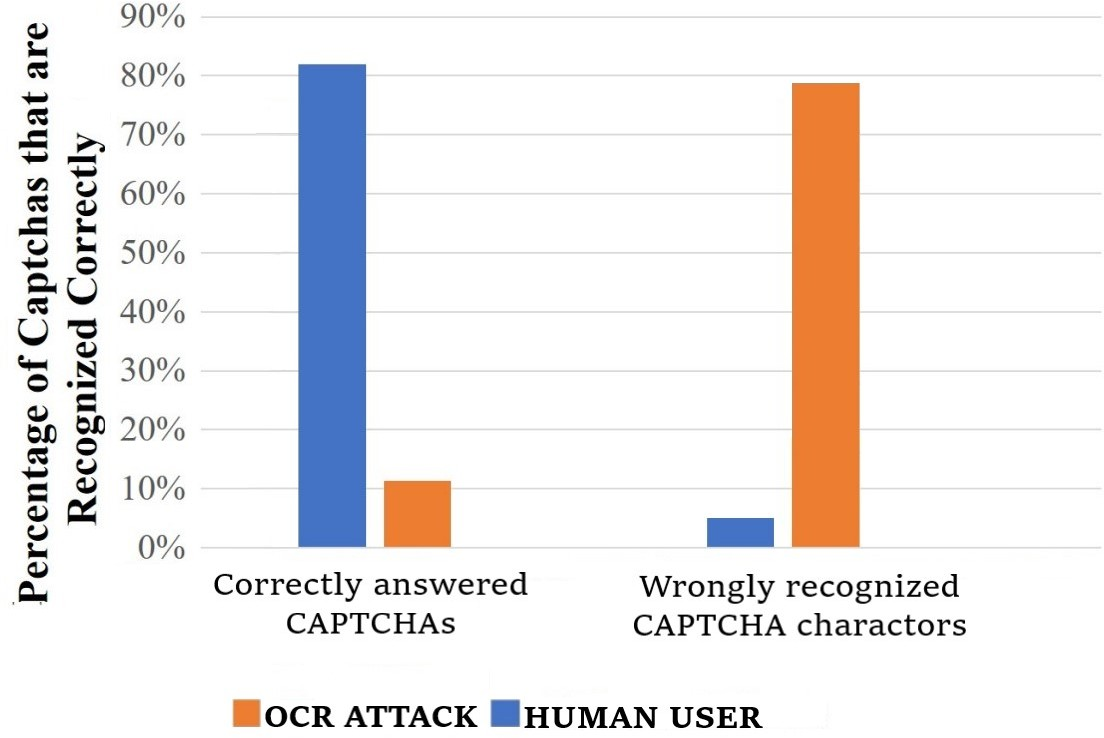 Percentage of Captchas that are
Recognized Correctly
90%
80%
70%
60%
50%
40%
30%
20%
10%
0%
Correctly answered
CAPTCHAs
Wrongly recognized
CAPTCHA charactors
OCR ATTACK HUMAN USER